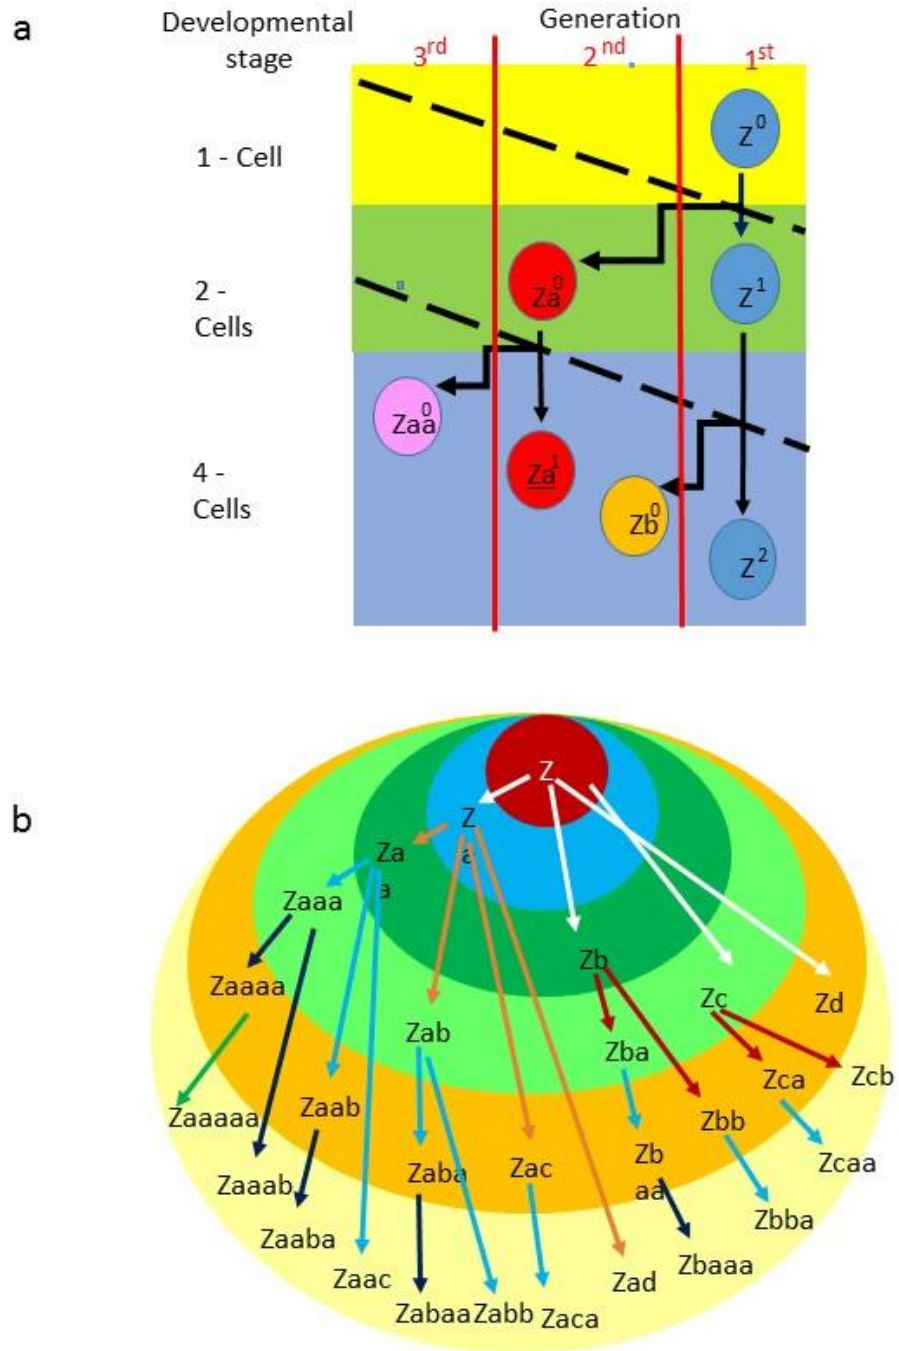 a
Developmental
stage
Generation
3rd
2nd
1st
1 - Cell
2 -
Cells
4 -
Cells
Z0
Za0
Z1
Zaa0
Za1
Zb0
Z2
b
Z
Z
a
Za
a
Zaaa
Zaaaa
Zaaaaa
Zaaab
Zaab
Zaaba
Zaac
Zab
Zaba
Zabaa
Zabb
Zac
Zaca
Zad
Zb
Zba
Zb
aa
Zbaaa
Zbb
Zbba
Zc
Zca
Zcaa
Zcb
Zd